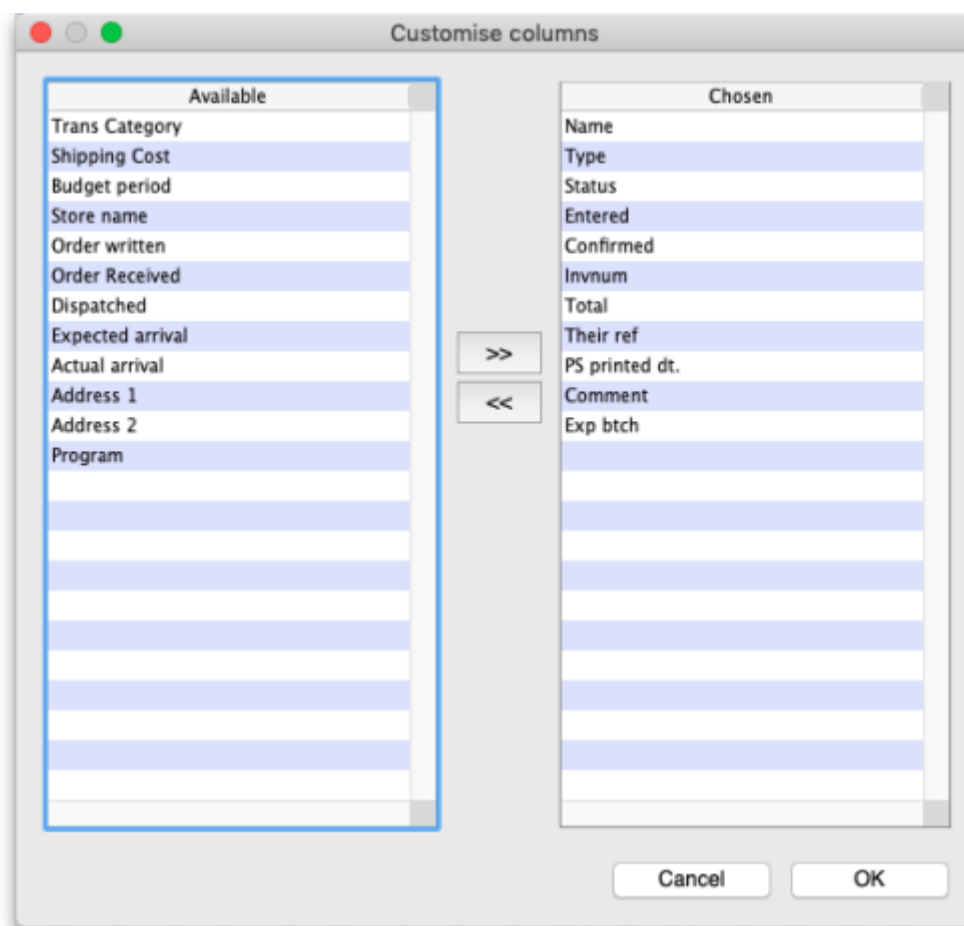 Customise columns
Available
Trans Category
Shipping Cost
Budget period
Store name
Order written
Order Received
Dispatched
Expected arrival
Actual arrival
Address 1
Address 2
Program
>>
<<
Chosen
Name
Type
Status
Entered
Confirmed
Invnum
Total
Their ref
PS printed dt.
Comment
Exp btch
Cancel
OK